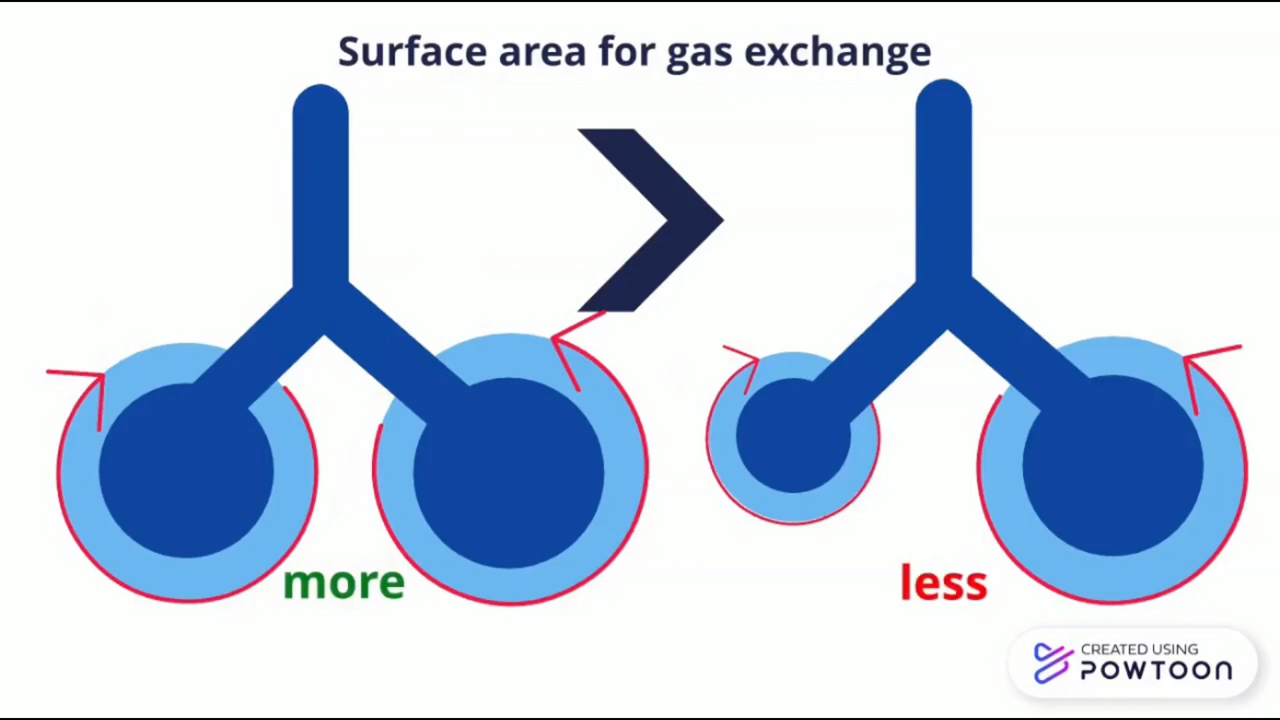 Surface area for gas exchange
more
less
CREATED USING
POWTOON